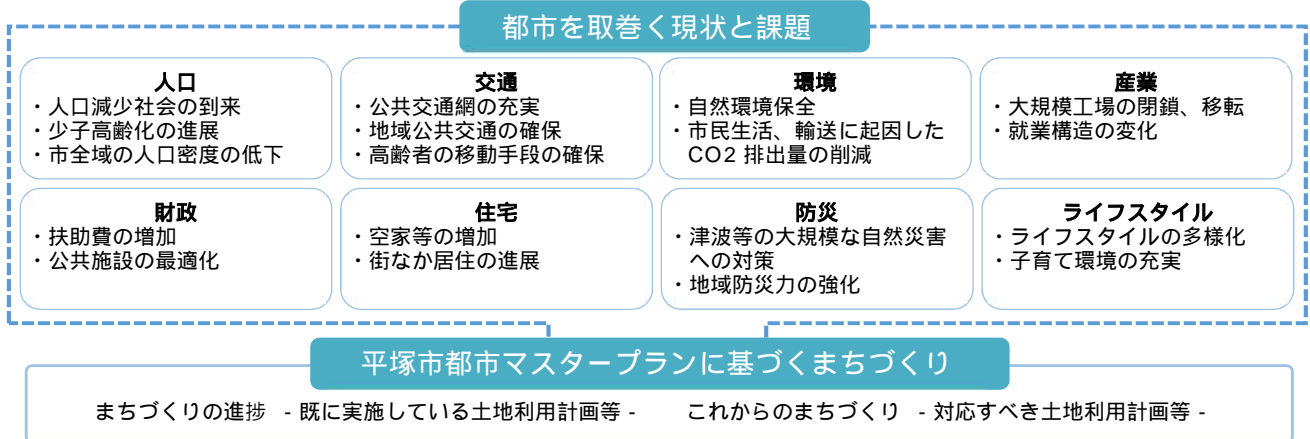 都市を取巻く現状と課題
人口
・人口減少社会の到来
・少子高齢化の進展
・市全域の人口密度の低下
交通
・公共交通網の充実
・地域公共交通の確保
・高齢者の移動手段の確保
環境
・自然環境保全
・市民生活、輸送に起因した
CO2 排出量の削減
産業
・大規模工場の閉鎖、移転
・就業構造の変化
財政
・扶助費の増加
・公共施設の最適化
住宅
・空家等の増加
・街なか居住の進展
防災
・津波等の大規模な自然災害
への対策
・地域防災力の強化
ライフスタイル
・ライフスタイルの多様化
・子育て環境の充実
平塚市都市マスタープランに基づくまちづくり
まちづくりの進捗 - 既に実施している土地利用計画等 - これからのまちづくり - 対応すべき土地利用計画等 -